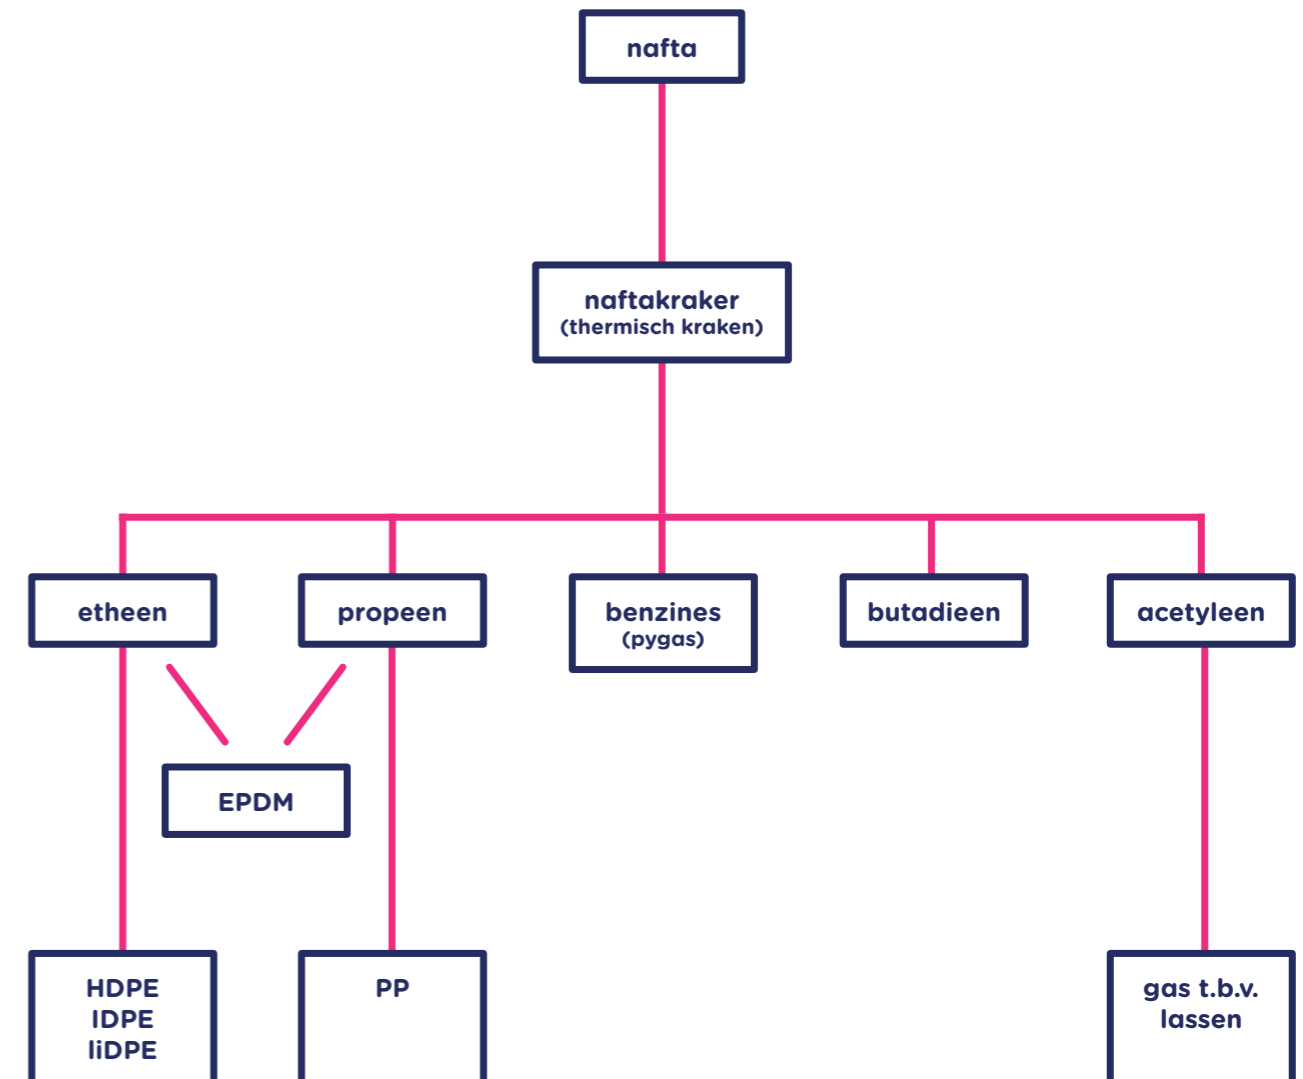 nafta
naftakraker
(thermisch kraken)
etheen
propeen
benzines
(pygas)
butadieen
acetyleen
EPDM
HDPE
lDPE
liDPE
PP
gas t.b.v.
lassen